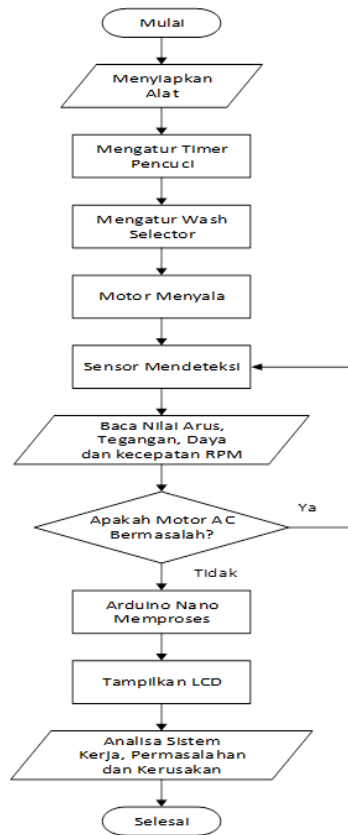 Mulai
Menyiapkan
Alat
Mengatur Timer
Pencuci
Mengatur Wash
Selector
Motor Menyala
Sensor Mendeteksi
Baca Nilai Arus,
Tegangan, Daya
dan kecepatan RPM
Apakah Motor AC
Bermasalah?
Ya
Tidak
Arduino Nano
Memproses
Tampilkan LCD
Analisa Sistem
Kerja, Permasalahan
dan Kerusakan
Selesai